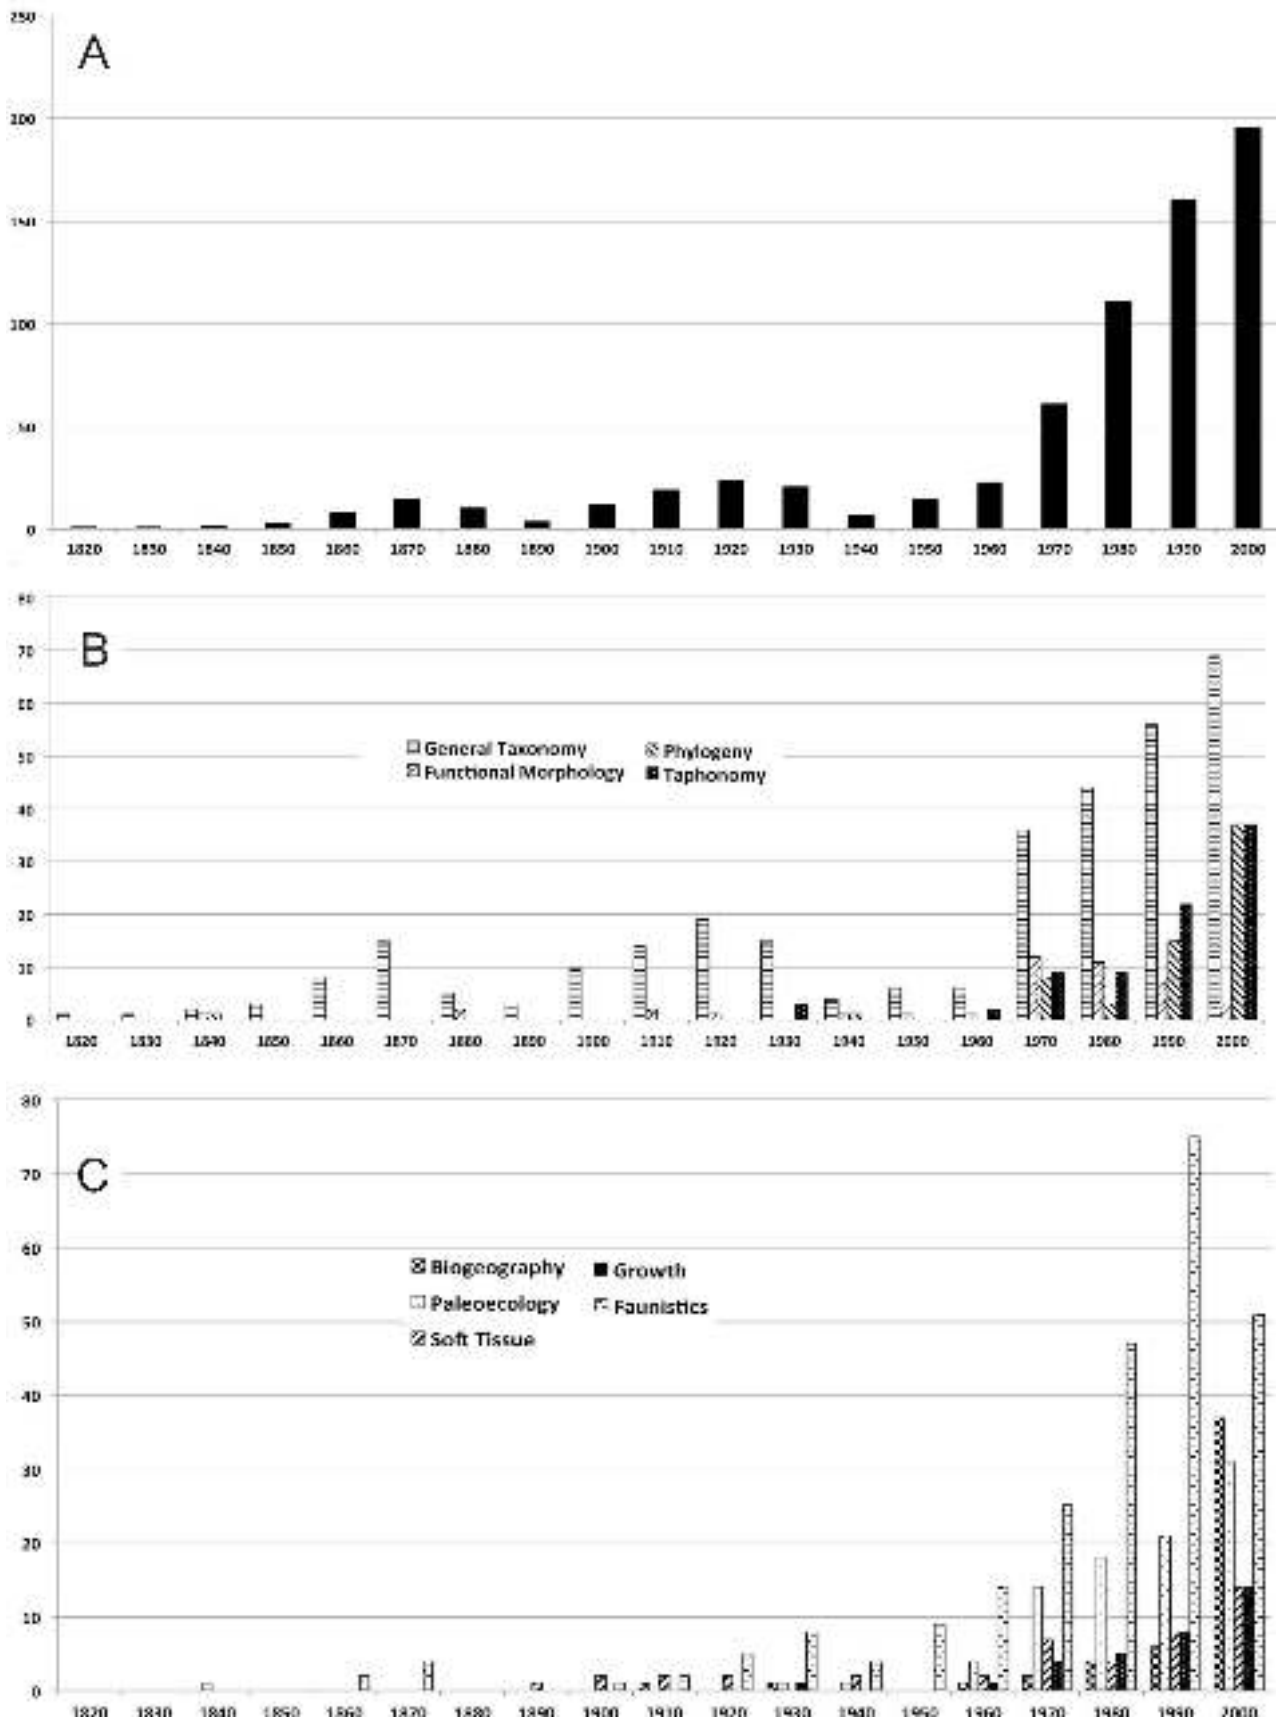 250
A
200
150
100
50
0
1820 1830 1840 1850 1860 1870 1880 1890 1900 1910 1920 1930 1940 1950 1960 1970 1980 1990 2000
80
B
70
60
50
General Taxonomy Phylogeny
Functional Morphology Taphonomy
40
30
20
10
0
1820 1830 1840 1850 1860 1870 1880 1890 1900 1910 1920 1930 1940 1950 1960 1970 1980 1990 2000
80
C
70
60
Biogeography Growth
Paleoecology Faunistics
Soft Tissue
50
40
30
20
10
0
1820 1830 1840 1850 1860 1870 1880 1890 1900 1910 1920 1930 1940 1950 1960 1970 1980 1990 2000